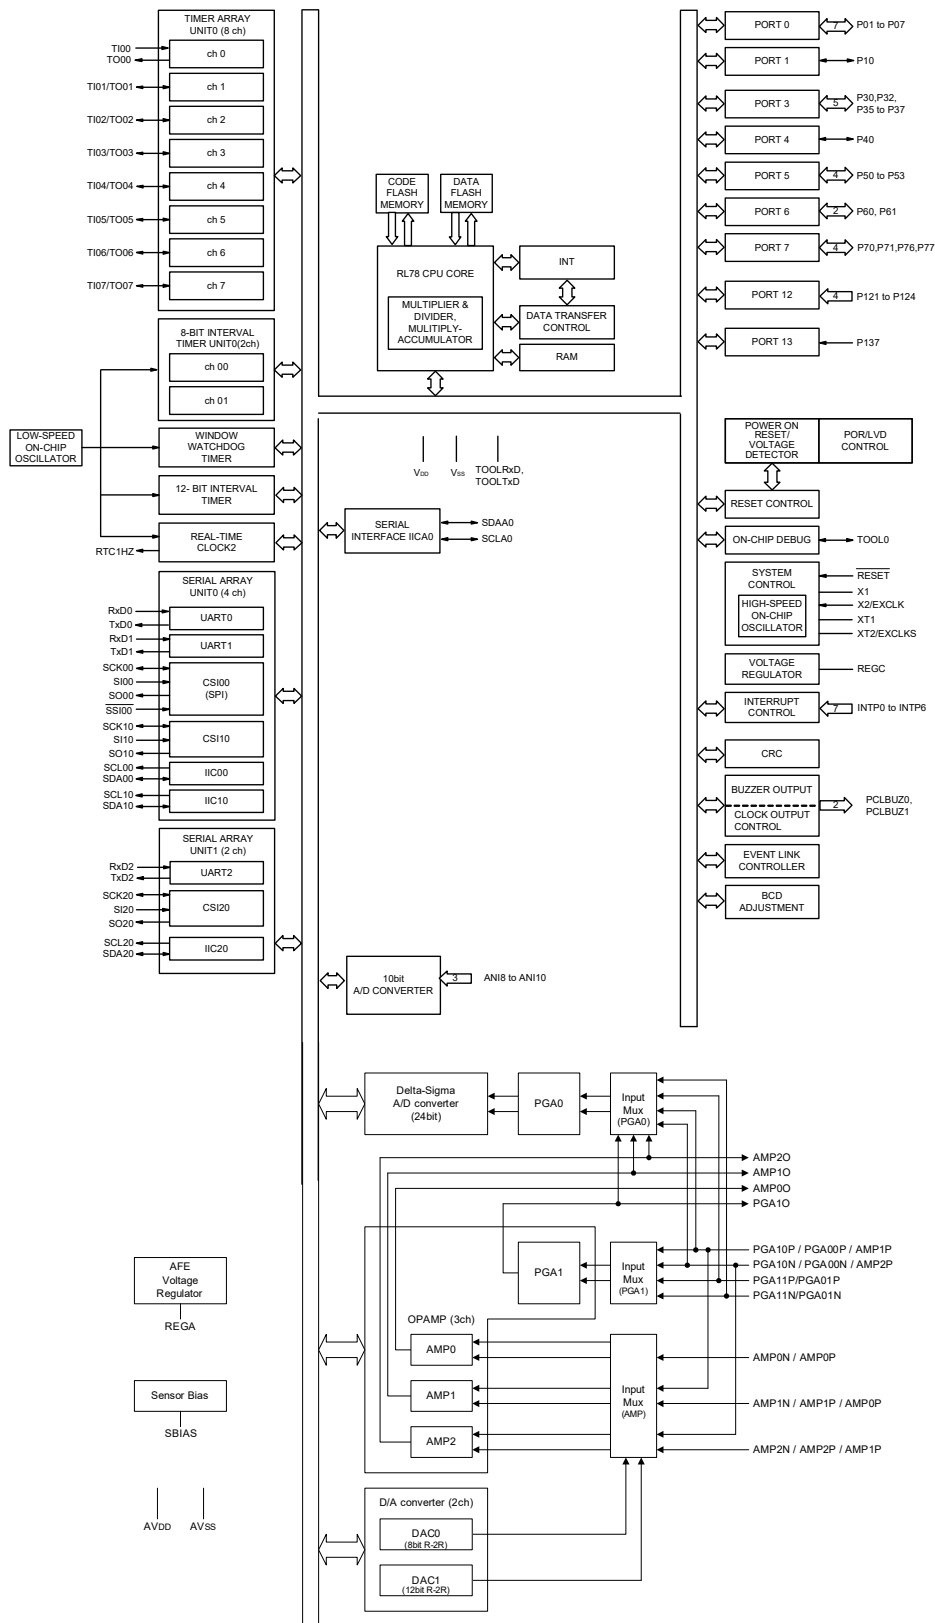 TIMER ARRAY
UNIT0 (8 ch)
TI00
TO00
ch 0
TI01/TO01
ch 1
TI02/TO02
ch 2
TI03/TO03
ch 3
TI04/TO04
ch 4
TI05/TO05
ch 5
TI06/TO06
ch 6
TI07/TO07
ch 7
8-BIT INTERVAL
TIMER UNIT0(2ch)
ch 00
ch 01
LOW-SPEED
ON-CHIP
OSCILLATOR
WINDOW
WATCHDOG
TIMER
12- BIT INTERVAL
TIMER
RTC1HZ
REAL-TIME
CLOCK2
SERIAL ARRAY
UNIT0 (4 ch)
RxD0
TxD0
UART0
RxD1
TxD1
UART1
SCK00
SI00
SO00
SSI00
CSI00
(SPI)
SCK10
SI10
SO10
CSI10
SCL00
SDA00
IIC00
SCL10
SDA10
IIC10
SERIAL ARRAY
UNIT1 (2 ch)
RxD2
TxD2
UART2
SCK20
SI20
SO20
CSI20
SCL20
SDA20
IIC20
CODE
FLASH
MEMORY
DATA
FLASH
MEMORY
RL78 CPU CORE
MULTIPLIER &
DIVIDER,
MULITIPLY-
ACCUMULATOR
INT
DATA TRANSFER
CONTROL
RAM
VDD
VSS
TOOLRxD,
TOOLTxD
SERIAL
INTERFACE IICA0
SDAA0
SCLA0
10bit
A/D CONVERTER
3
ANI8 to ANI10
PORT 0
7
P01 to P07
PORT 1
P10
PORT 3
5
P30,P32,
P35 to P37
PORT 4
P40
PORT 5
4
P50 to P53
PORT 6
2
P60, P61
PORT 7
4
P70,P71,P76,P77
PORT 12
4
P121 to P124
PORT 13
P137
POWER ON
RESET/
VOLTAGE
DETECTOR
POR/LVD
CONTROL
RESET CONTROL
ON-CHIP DEBUG
TOOL0
SYSTEM
CONTROL
HIGH-SPEED
ON-CHIP
OSCILLATOR
RESET
X1
X2/EXCLK
XT1
XT2/EXCLKS
VOLTAGE
REGULATOR
REGC
INTERRUPT
CONTROL
7
INTP0 to INTP6
CRC
BUZZER OUTPUT
CLOCK OUTPUT
CONTROL
2
PCLBUZ0,
PCLBUZ1
EVENT LINK
CONTROLLER
BCD
ADJUSTMENT
Delta-Sigma
A/D converter
(24bit)
PGA0
Input
Mux
(PGA0)
AMP2O
AMP1O
AMP0O
PGA1O
PGA1
Input
Mux
(PGA1)
PGA10P / PGA00P / AMP1P
PGA10N / PGA00N / AMP2P
PGA11P/PGA01P
PGA11N/PGA01N
OPAMP (3ch)
AMP0
AMP1
AMP2
Input
Mux
(AMP)
AMP0N / AMP0P
AMP1N / AMP1P / AMP0P
AMP2N / AMP2P / AMP1P
D/A converter (2ch)
DAC0
(8bit R-2R)
DAC1
(12bit R-2R)
AFE
Voltage
Regulator
REGA
Sensor Bias
SBIAS
AVDD
AVSS